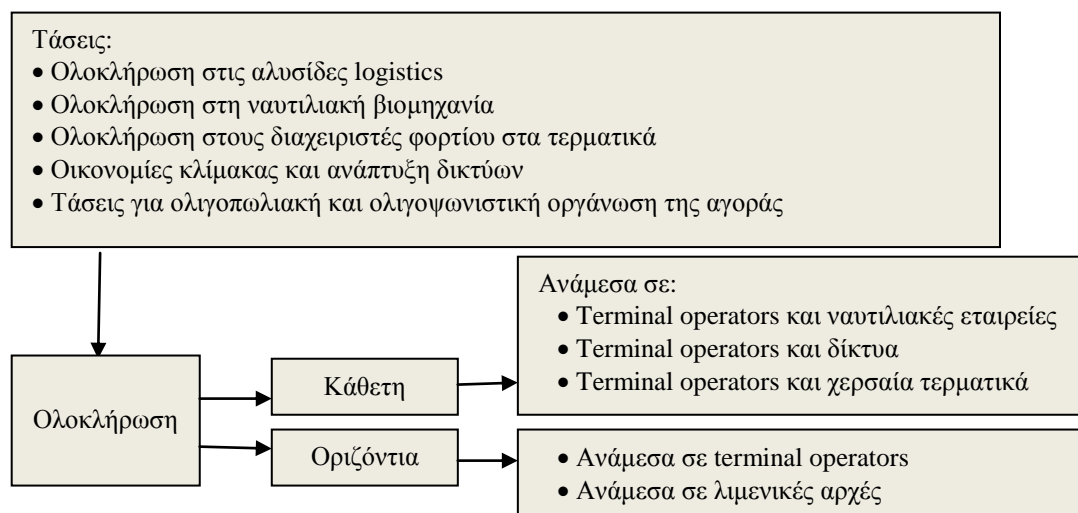 Τάσεις:
• Ολοκλήρωση στις αλυσίδες logistics
• Ολοκλήρωση στη ναυτιλιακή βιομηχανία
• Ολοκλήρωση στους διαχειριστές φορτίου στα τερματικά
• Οικονομίες κλίμακας και ανάπτυξη δικτύων
• Τάσεις για ολιγοπωλιακή και ολιγοψωνιστική οργάνωση της αγοράς
Ολοκλήρωση
Κάθετη
Ανάμεσα σε:
• Terminal operators και ναυτιλιακές εταιρείες
• Terminal operators και δίκτυα
• Terminal operators και χερσαία τερματικά
Οριζόντια
• Ανάμεσα σε terminal operators
• Ανάμεσα σε λιμενικές αρχές